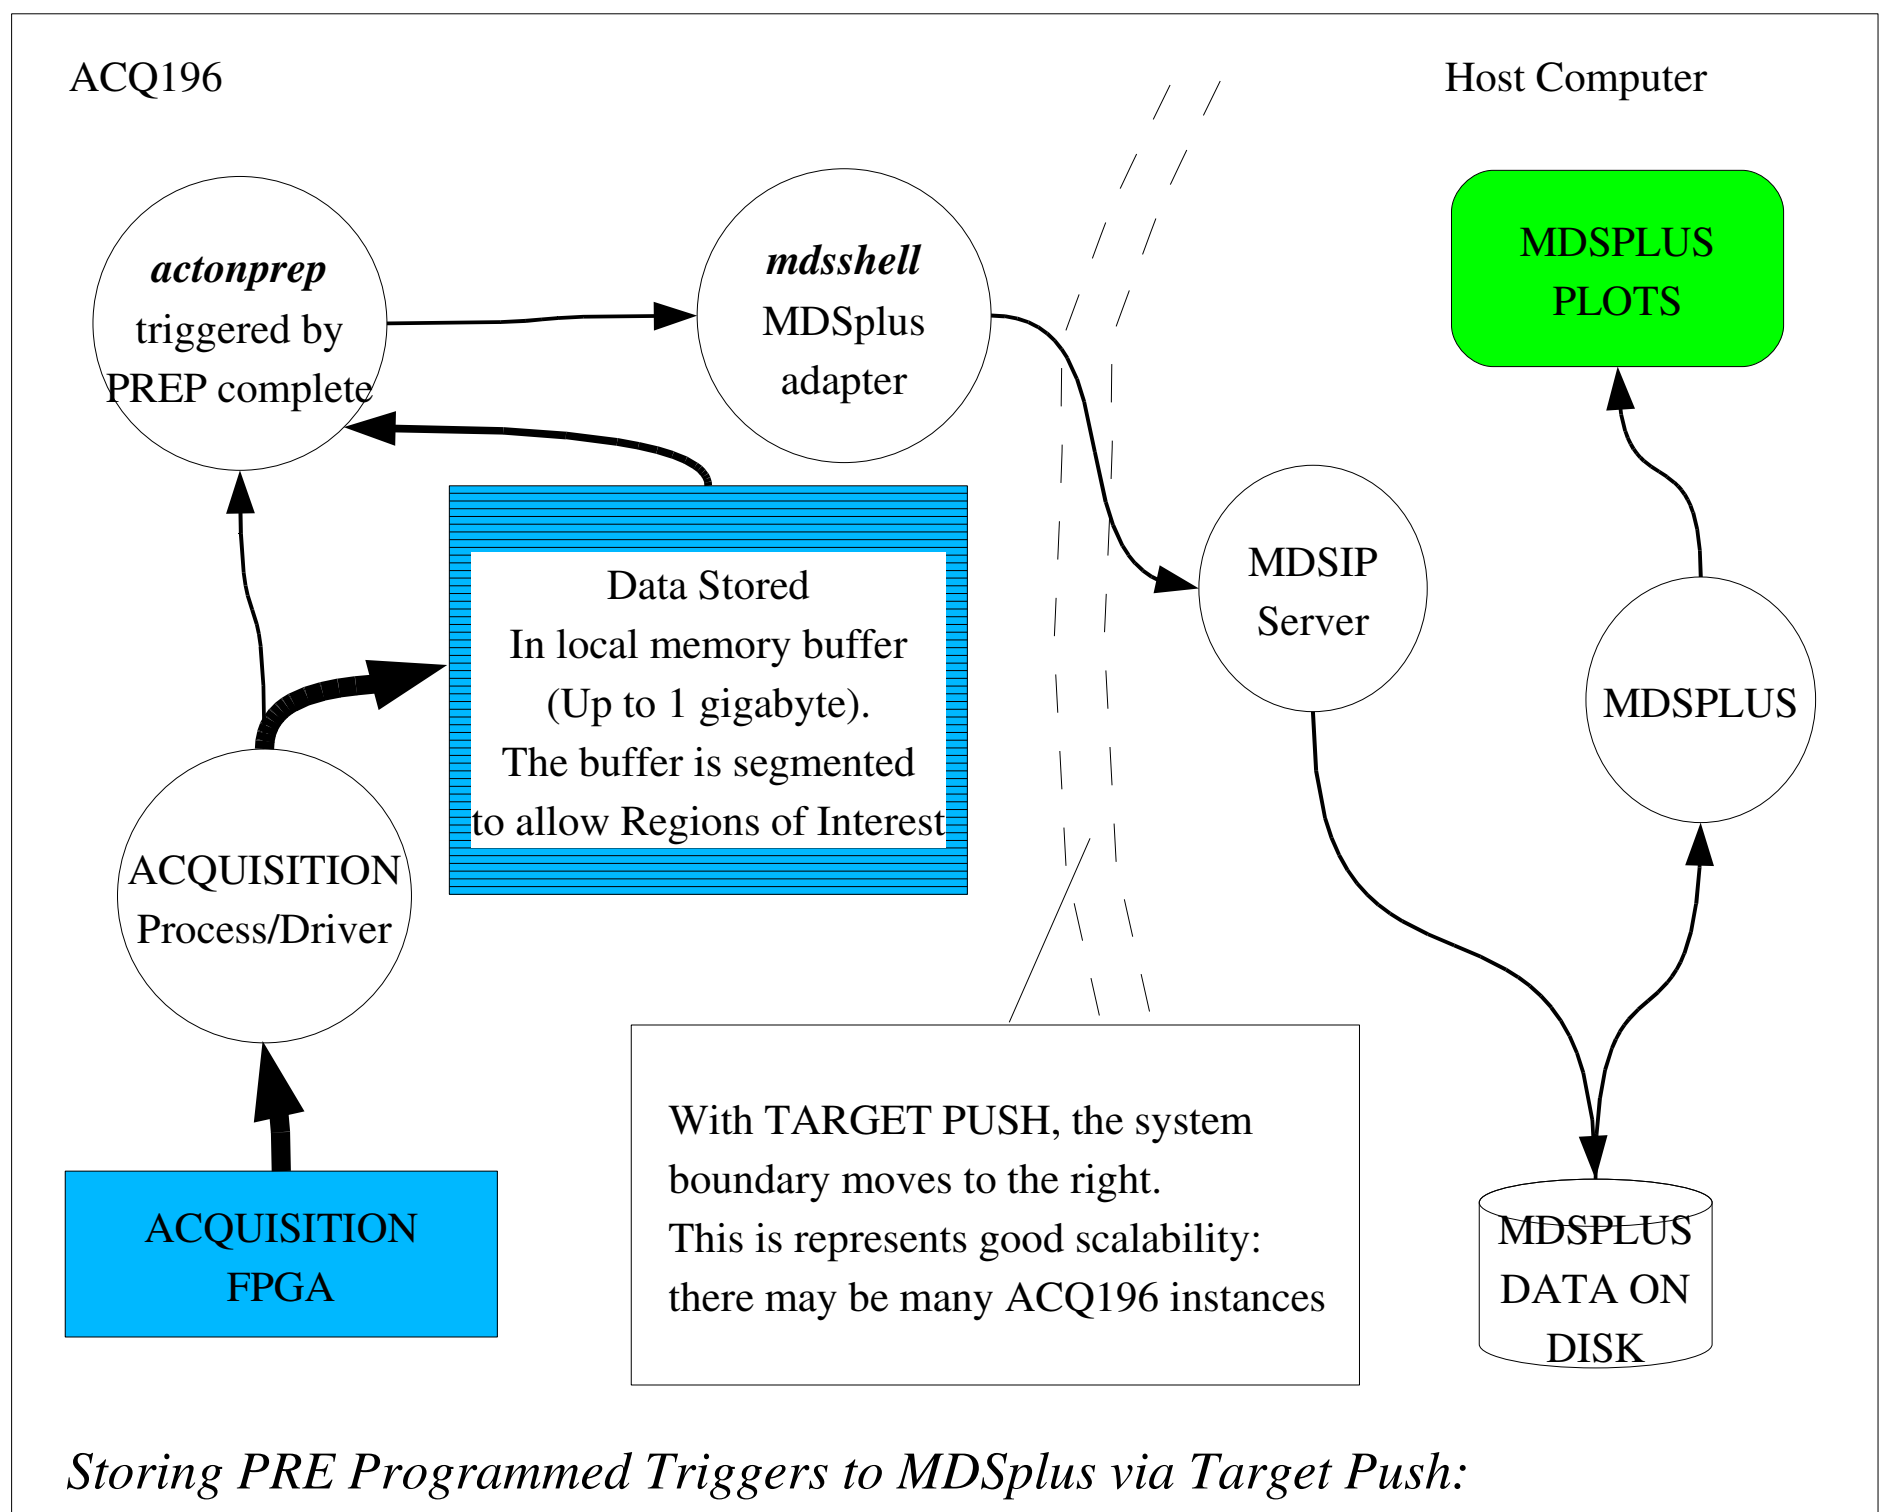 ACQ196
Host Computer
actonprep
triggered by
PREP complete
mdsshell
MDSplus
adapter
MDSPLUS
PLOTS
Data Stored
In local memory buffer
(Up to 1 gigabyte).
The buffer is segmented
to allow Regions of Interest
MDSIP
Server
MDSPLUS
ACQUISITION
Process/Driver
With TARGET PUSH, the system
boundary moves to the right.
This is represents good scalability:
there may be many ACQ196 instances
ACQUISITION
FPGA
MDSPLUS
DATA ON
DISK
Storing PRE Programmed Triggers to MDSplus via Target Push: